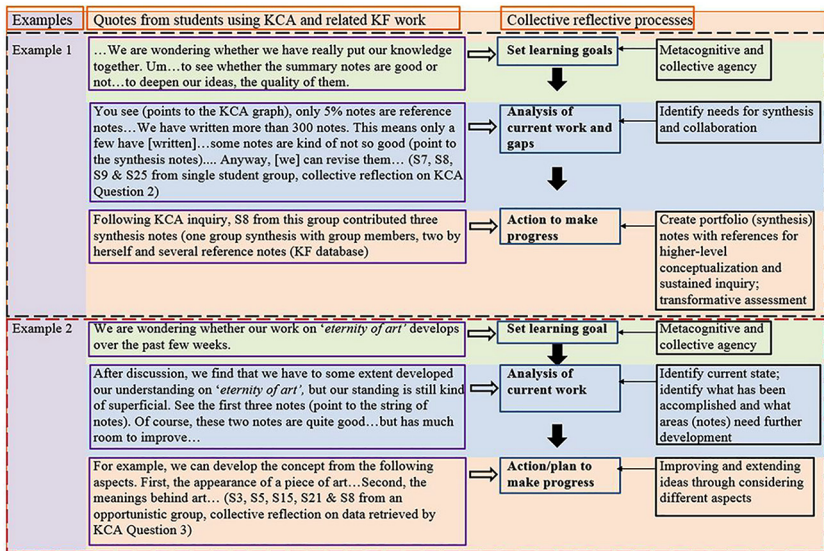 Examples
Quotes from students using KCA and related KF work
Collective reflective processes
Example 1
…We are wondering whether we have really put our knowledge
together. Um…to see whether the summary notes are good or
not…to deepen our ideas, the quality of them.
Set learning goals
Metacognitive and
collective agency
You see (points to the KCA graph), only 5% notes are reference
notes…We have written more than 300 notes. This means only a
few have [written]…some notes are kind of not so good (point
to the synthesis notes).... Anyway, [we] can revise them… (S7, S8,
S9 & S25 from single student group, collective reflection on KCA
Question 2)
Analysis of
current work and
gaps
Identify needs for synthesis
and collaboration
Following KCA inquiry, S8 from this group contributed three
synthesis notes (one group synthesis with group members, two by
herself and several reference notes (KF database)
Action to make
progress
Create portfolio (synthesis)
notes with references for
higher-level
conceptualization and
sustained inquiry;
transformative assessment
Example 2
We are wondering whether our work on ‘eternity of art’ develops
over the past few weeks.
Set learning goal
Metacognitive and
collective agency
After discussion, we find that we have to some extent developed
our understanding on ‘eternity of art’, but our standing is still kind
of superficial. See the first three notes (point to the string of
notes). Of course, these two notes are quite good…but has much
room to improve…
Analysis of
current work
Identify current state;
identify what has been
accomplished and what
areas (notes) need further
development
For example, we can develop the concept from the following
aspects. First, the appearance of a piece of art…Second, the
meanings behind art… (S3, S5, S15, S21 & S8 from an
opportunistic group, collective reflection on data retrieved by
KCA Question 3)
Action/plan to
make progress
Improving and extending
ideas through considering
different aspects